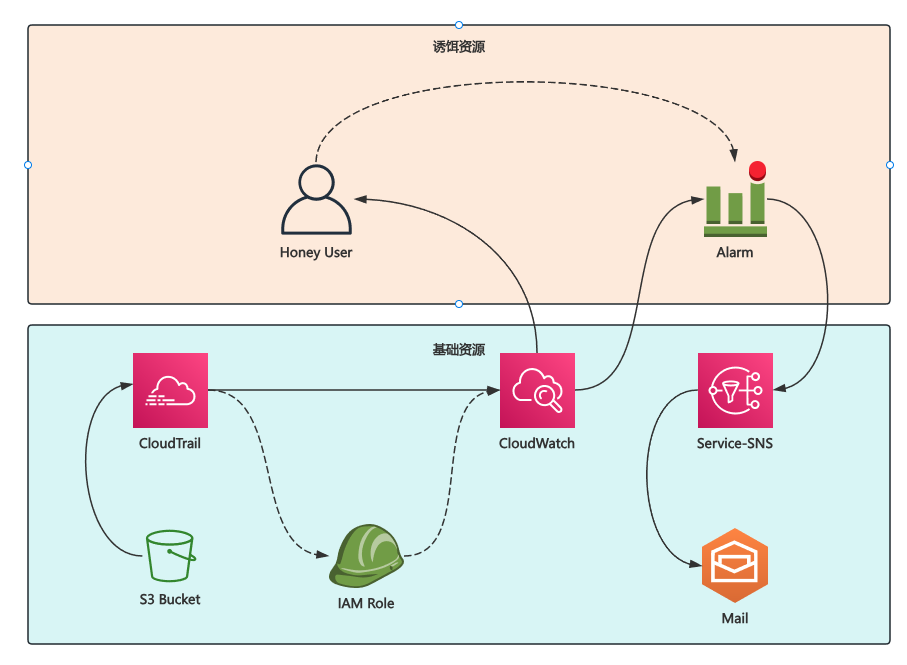 诱饵资源
Honey User
Alarm
基础资源
CloudTrail
CloudWatch
Service-SNS
S3 Bucket
IAM Role
Mail